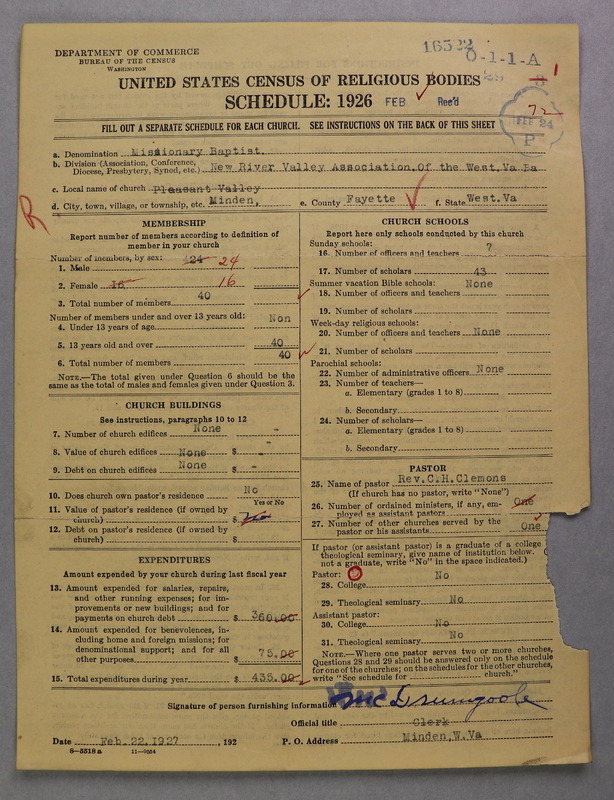 16522 0-1-1-A
DEPARTMENT OF COMMERCE
BUREAU OF THE CENSUS
WASHINGTON
UNITED STATES CENSUS OF RELIGIOUS BODIES
SCHEDULE: 1926 FEB Rec'd
1
72
FEB 24
P
FILL OUT A SEPARATE SCHEDULE FOR EACH CHURCH. SEE INSTRUCTIONS ON THE BACK OF THIS SHEET
a. Denomination Missionary Baptist.
b. Division (Association, Conference, Diocese, Presbytery, Synod, etc.) New River Valley Association.Of the West.Va Ba
c. Local name of church Pleasant Valley
d. City, town, village, or township, etc. Minden, e. County Fayette f. State West.Va
R
MEMBERSHIP
Report number of members according to definition of
member in your church
Number of members, by sex:
1. Male 424 24
2. Female 16 16
3. Total number of members 40
Number of members under and over 13 years old:
4. Under 13 years of age Non
5. 13 years old and over 40
6. Total number of members 40
NOTE.—The total given under Question 6 should be
same as the total of males and females given under Question 3.
CHURCH BUILDINGS
See instructions, paragraphs 10 to 12
7. Number of church edifices None -
8. Value of church edifices None $ -
9. Debt on church edifices None $ -
10. Does church own pastor's residence No
Yes or No
11. Value of pastor's residence (if owned by
church) $
12. Debt on pastor's residence (if owned by
church) $
EXPENDITURES
Amount expended by your church during last fiscal year
13. Amount expended for salaries, repairs,
and other running expenses; for im-
provements or new buildings; and for
payments on church debt $ 360.00
14. Amount expended for benevolences, in-
cluding home and foreign missions; for
denominational support; and for all
other purposes $ 75.00
15. Total expenditures during year $ 435.00
CHURCH SCHOOLS
Report here only schools conducted by this church
Sunday schools:
16. Number of officers and teachers 7
17. Number of scholars 43
Summer vacation Bible schools: None
18. Number of officers and teachers
19. Number of scholars
Week-day religious schools:
20. Number of officers and teachers None
21. Number of scholars
Parochial schools:
22. Number of administrative officers None
23. Number of teachers—
a. Elementary (grades 1 to 8)
b. Secondary
24. Number of scholars—
a. Elementary (grades 1 to 8)
b. Secondary
PASTOR
25. Name of pastor Rev.C.H.Clemons
(If church has no pastor, write "None")
26. Number of ordained ministers, if any, em-
ployed as assistant pastors One
27. Number of other churches served by the
pastor or his assistants One
If pastor (or assistant pastor) is a graduate of a college
theological seminary, give name of institution below.
not a graduate, write "No" in the space indicated.)
Pastor: No
28. College
29. Theological seminary No
Assistant pastor:
30. College No
31. Theological seminary No
NOTE.—Where one pastor serves two or more churches,
Questions 28 and 29 should be answered only on the schedule
for one of the churches; on the schedules for the other churches,
write "See schedule for church."
Signature of person furnishing information Mc Drumgoole
Official title Clerk
Date Feb.22.1927 , 192 P. O. Address Minden,W.Va
8—5518 a 11—9024